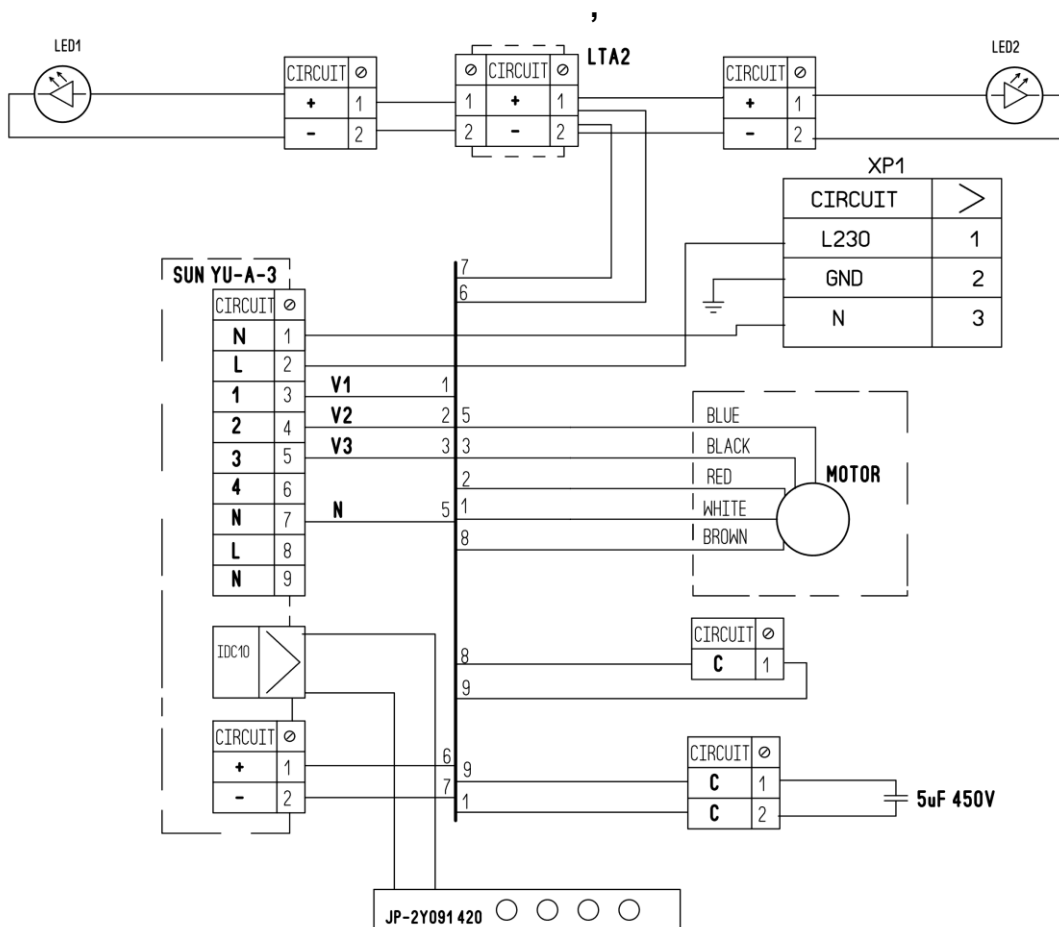 ,
LED1
LTA2
LED2
CIRCUIT ⊘
+ 1
- 2
⊘ CIRCUIT ⊘
1 + 1
2 - 2
CIRCUIT ⊘
+ 1
- 2
XP1
CIRCUIT >
L230 1
GND 2
N 3
SUN YU-A-3
CIRCUIT ⊘
N 1
L 2
1 3
2 4
3 5
4 6
N 7
L 8
N 9
7
6
V1 1
V2 2
V3 3
N 5
5 BLUE
3 BLACK
2 RED
1 WHITE
8 BROWN
MOTOR
IDC10
8
9
CIRCUIT ⊘
C 1
CIRCUIT ⊘
+ 1
- 2
6
7
9
1
CIRCUIT ⊘
C 1
C 2
5uF 450V
JP-2Y091 420